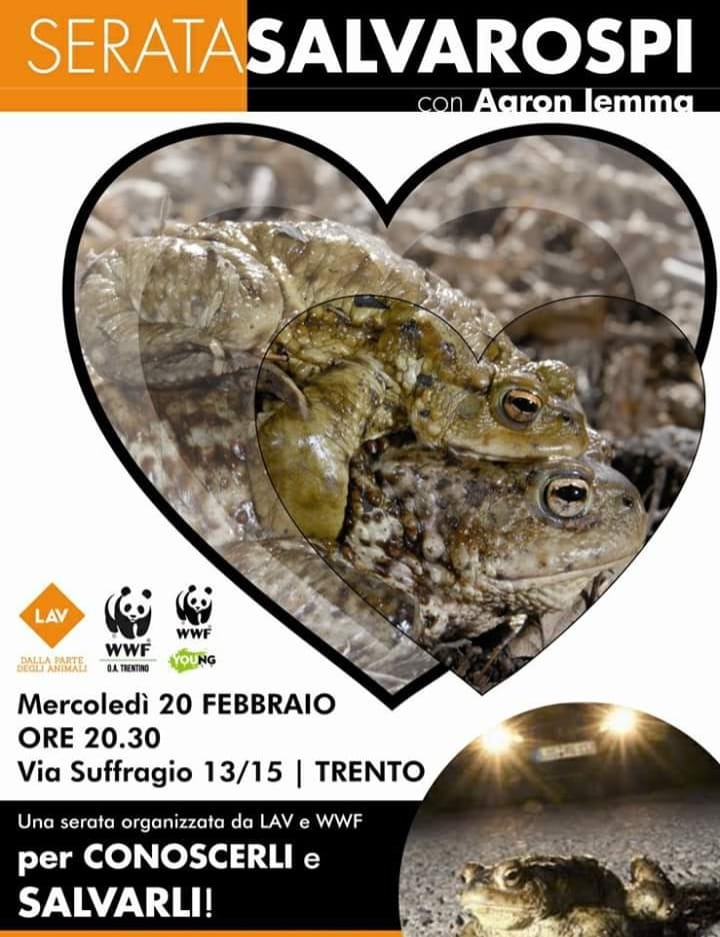 SERATASALVAROSPI
con Aaron Iemma
LAV
DALLA PARTE
DEGLI ANIMALI
WWF
O.A. TRENTINO
WWF
YOUNG
Mercoledì 20 FEBBRAIO
ORE 20.30
Via Suffragio 13/15 | TRENTO
Una serata organizzata da LAV e WWF
per CONOSCERLI e
SALVARLI!